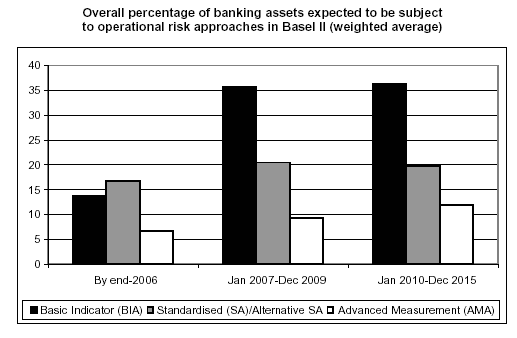 Overall percentage of banking assets expected to be subject
to operational risk approaches in Basel II (weighted average)
40
35
30
25
20
15
10
5
0
By end-2006 Jan 2007-Dec 2009 Jan 2010-Dec 2015
Basic Indicator (BIA) Standardised (SA)/Alternative SA Advanced Measurement (AMA)